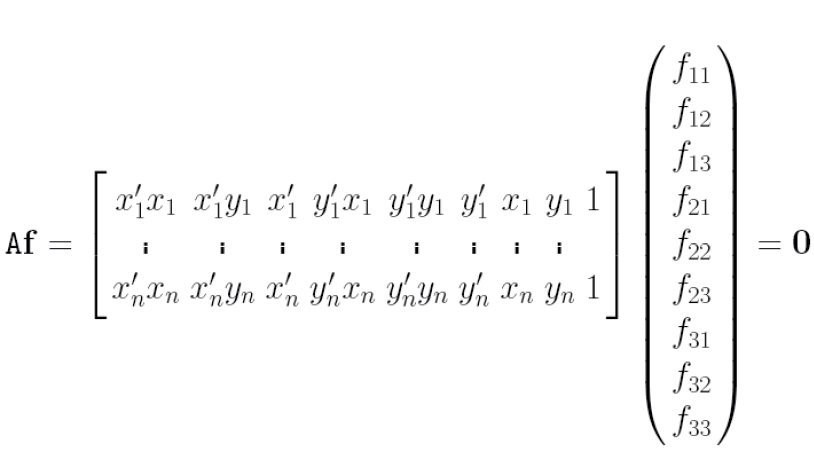 Af = [ x′₁x₁ x′₁y₁ x′₁ y′₁x₁ y′₁y₁ y′₁ x₁ y₁ 1
⋮ ⋮ ⋮ ⋮ ⋮ ⋮ ⋮ ⋮
x′ₙxₙ x′ₙyₙ x′ₙ y′ₙxₙ y′ₙyₙ y′ₙ xₙ yₙ 1 ]
( f₁₁
f₁₂
f₁₃
f₂₁
f₂₂
f₂₃
f₃₁
f₃₂
f₃₃ ) = 0